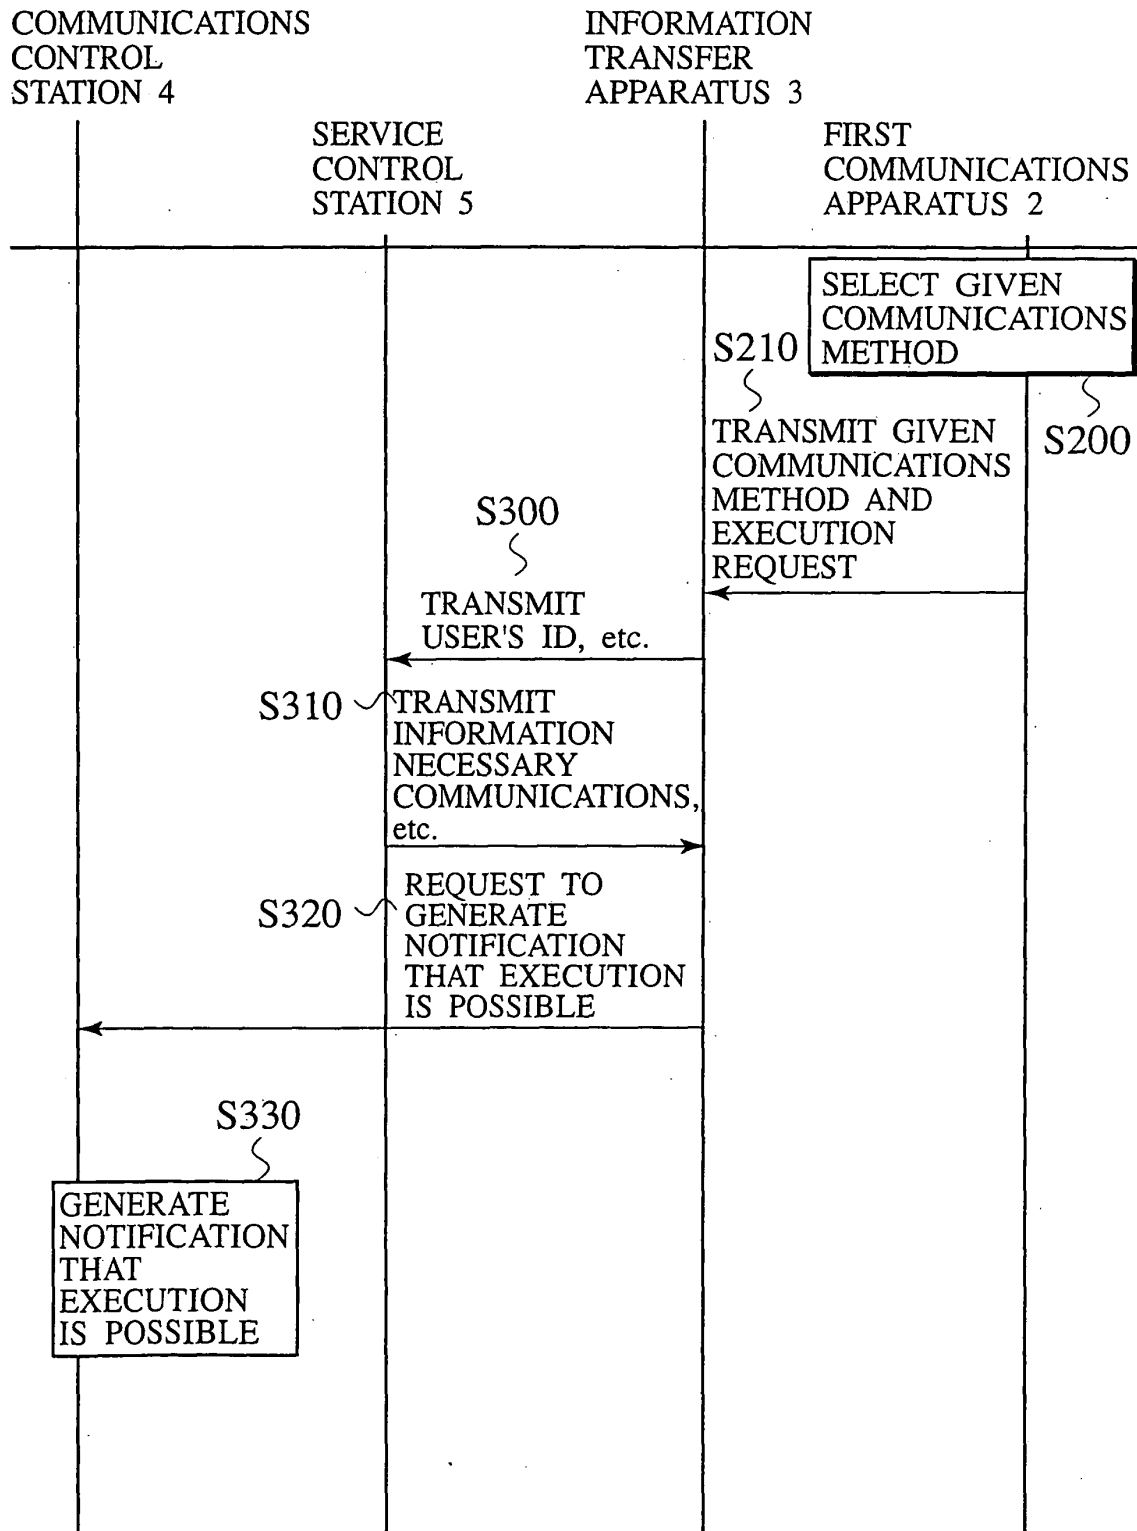 COMMUNICATIONS
CONTROL
STATION 4
INFORMATION
TRANSFER
APPARATUS 3
SERVICE
CONTROL
STATION 5
FIRST
COMMUNICATIONS
APPARATUS 2
SELECT GIVEN
COMMUNICATIONS
METHOD
S200
S210
TRANSMIT GIVEN
COMMUNICATIONS
METHOD AND
EXECUTION
REQUEST
S300
TRANSMIT
USER'S ID, etc.
S310
TRANSMIT
INFORMATION
NECESSARY
COMMUNICATIONS,
etc.
S320
REQUEST TO
GENERATE
NOTIFICATION
THAT EXECUTION
IS POSSIBLE
S330
GENERATE
NOTIFICATION
THAT
EXECUTION
IS POSSIBLE